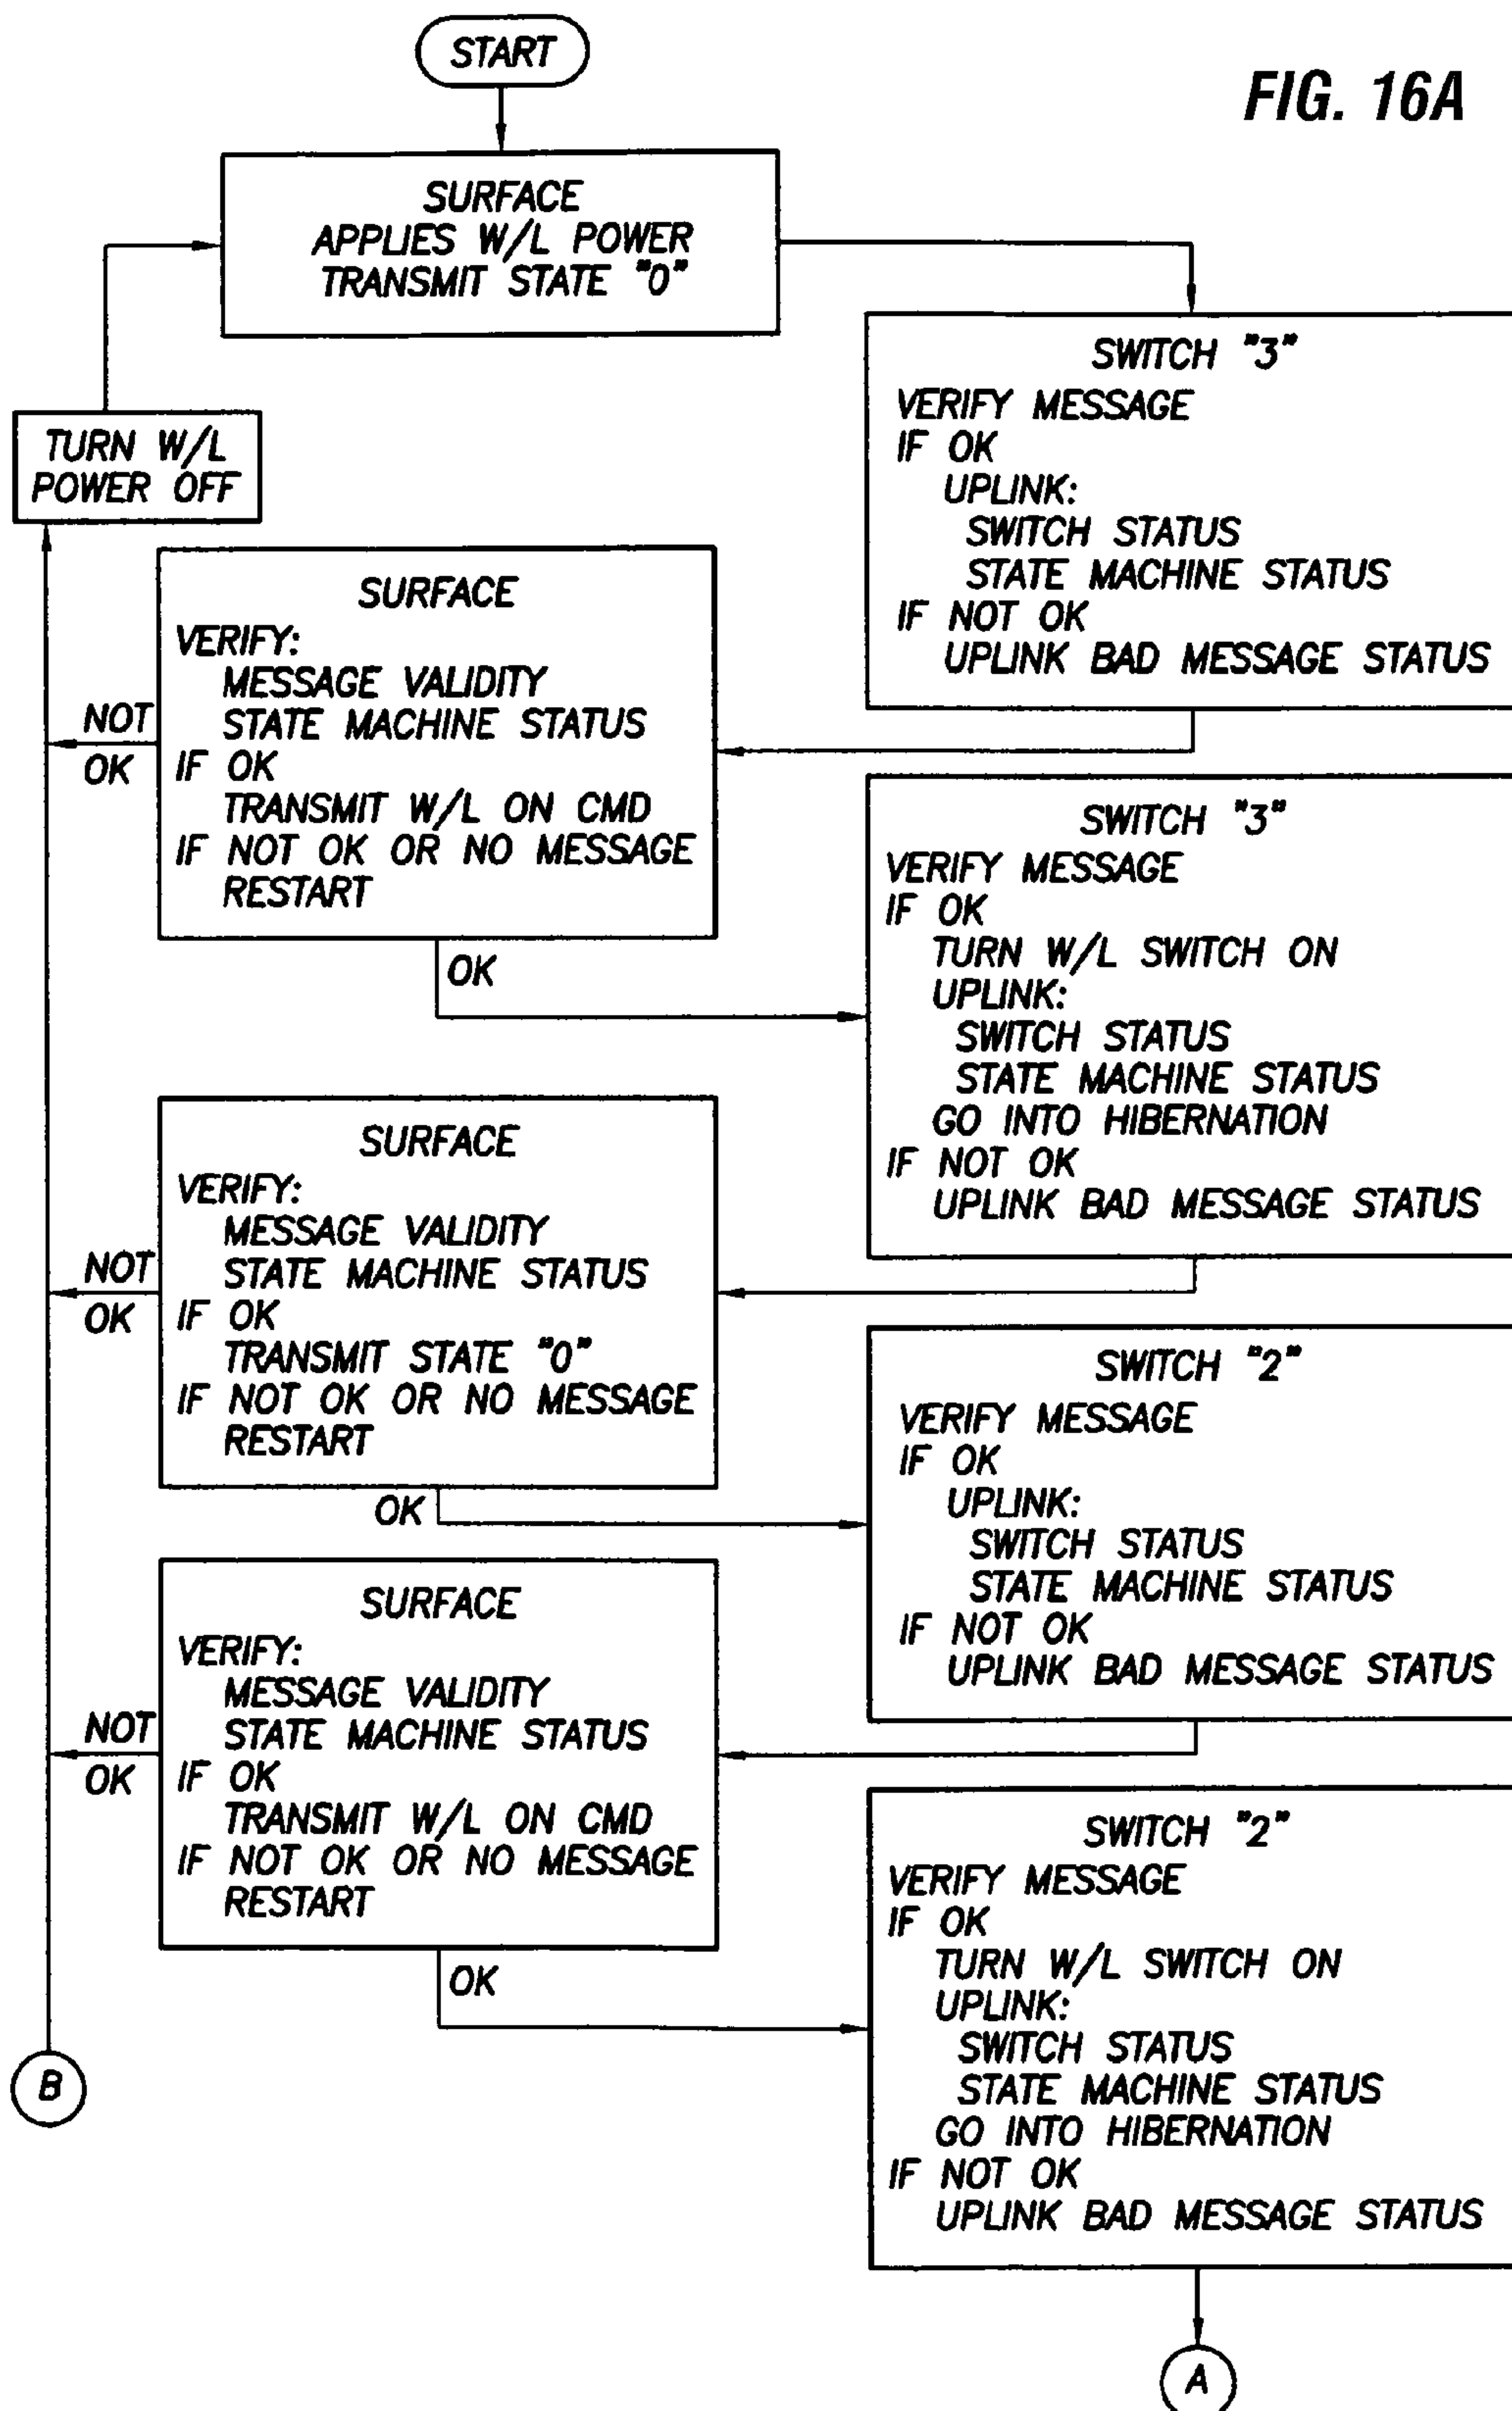 START
FIG. 16A
SURFACE
APPLIES W/L POWER
TRANSMIT STATE "0"
SWITCH "3"
VERIFY MESSAGE
IF OK
UPLINK:
SWITCH STATUS
STATE MACHINE STATUS
IF NOT OK
UPLINK BAD MESSAGE STATUS
TURN W/L
POWER OFF
SURFACE
VERIFY:
MESSAGE VALIDITY
STATE MACHINE STATUS
IF OK
TRANSMIT W/L ON CMD
IF NOT OK OR NO MESSAGE
RESTART
NOT
OK
OK
SWITCH "3"
VERIFY MESSAGE
IF OK
TURN W/L SWITCH ON
UPLINK:
SWITCH STATUS
STATE MACHINE STATUS
GO INTO HIBERNATION
IF NOT OK
UPLINK BAD MESSAGE STATUS
SURFACE
VERIFY:
MESSAGE VALIDITY
STATE MACHINE STATUS
IF OK
TRANSMIT STATE "0"
IF NOT OK OR NO MESSAGE
RESTART
NOT
OK
OK
SWITCH "2"
VERIFY MESSAGE
IF OK
UPLINK:
SWITCH STATUS
STATE MACHINE STATUS
IF NOT OK
UPLINK BAD MESSAGE STATUS
SURFACE
VERIFY:
MESSAGE VALIDITY
STATE MACHINE STATUS
IF OK
TRANSMIT W/L ON CMD
IF NOT OK OR NO MESSAGE
RESTART
NOT
OK
OK
SWITCH "2"
VERIFY MESSAGE
IF OK
TURN W/L SWITCH ON
UPLINK:
SWITCH STATUS
STATE MACHINE STATUS
GO INTO HIBERNATION
IF NOT OK
UPLINK BAD MESSAGE STATUS
B
A